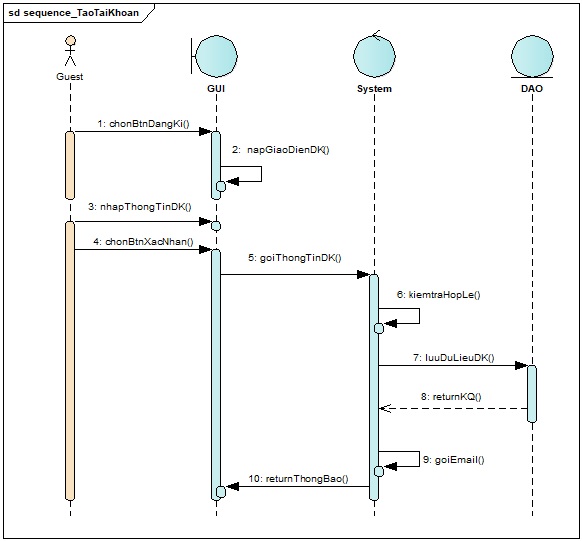 sd sequence_TaoTaiKhoan
Guest
GUI
System
DAO
1: chonBtnDangKi()
2: napGiaoDienDK()
3: nhapThongTinDK()
4: chonBtnXacNhan()
5: goiThongTinDK()
6: kiemtraHopLe()
7: luuDuLieuDK()
8: returnKQ()
9: goiEmail()
10: returnThongBao()